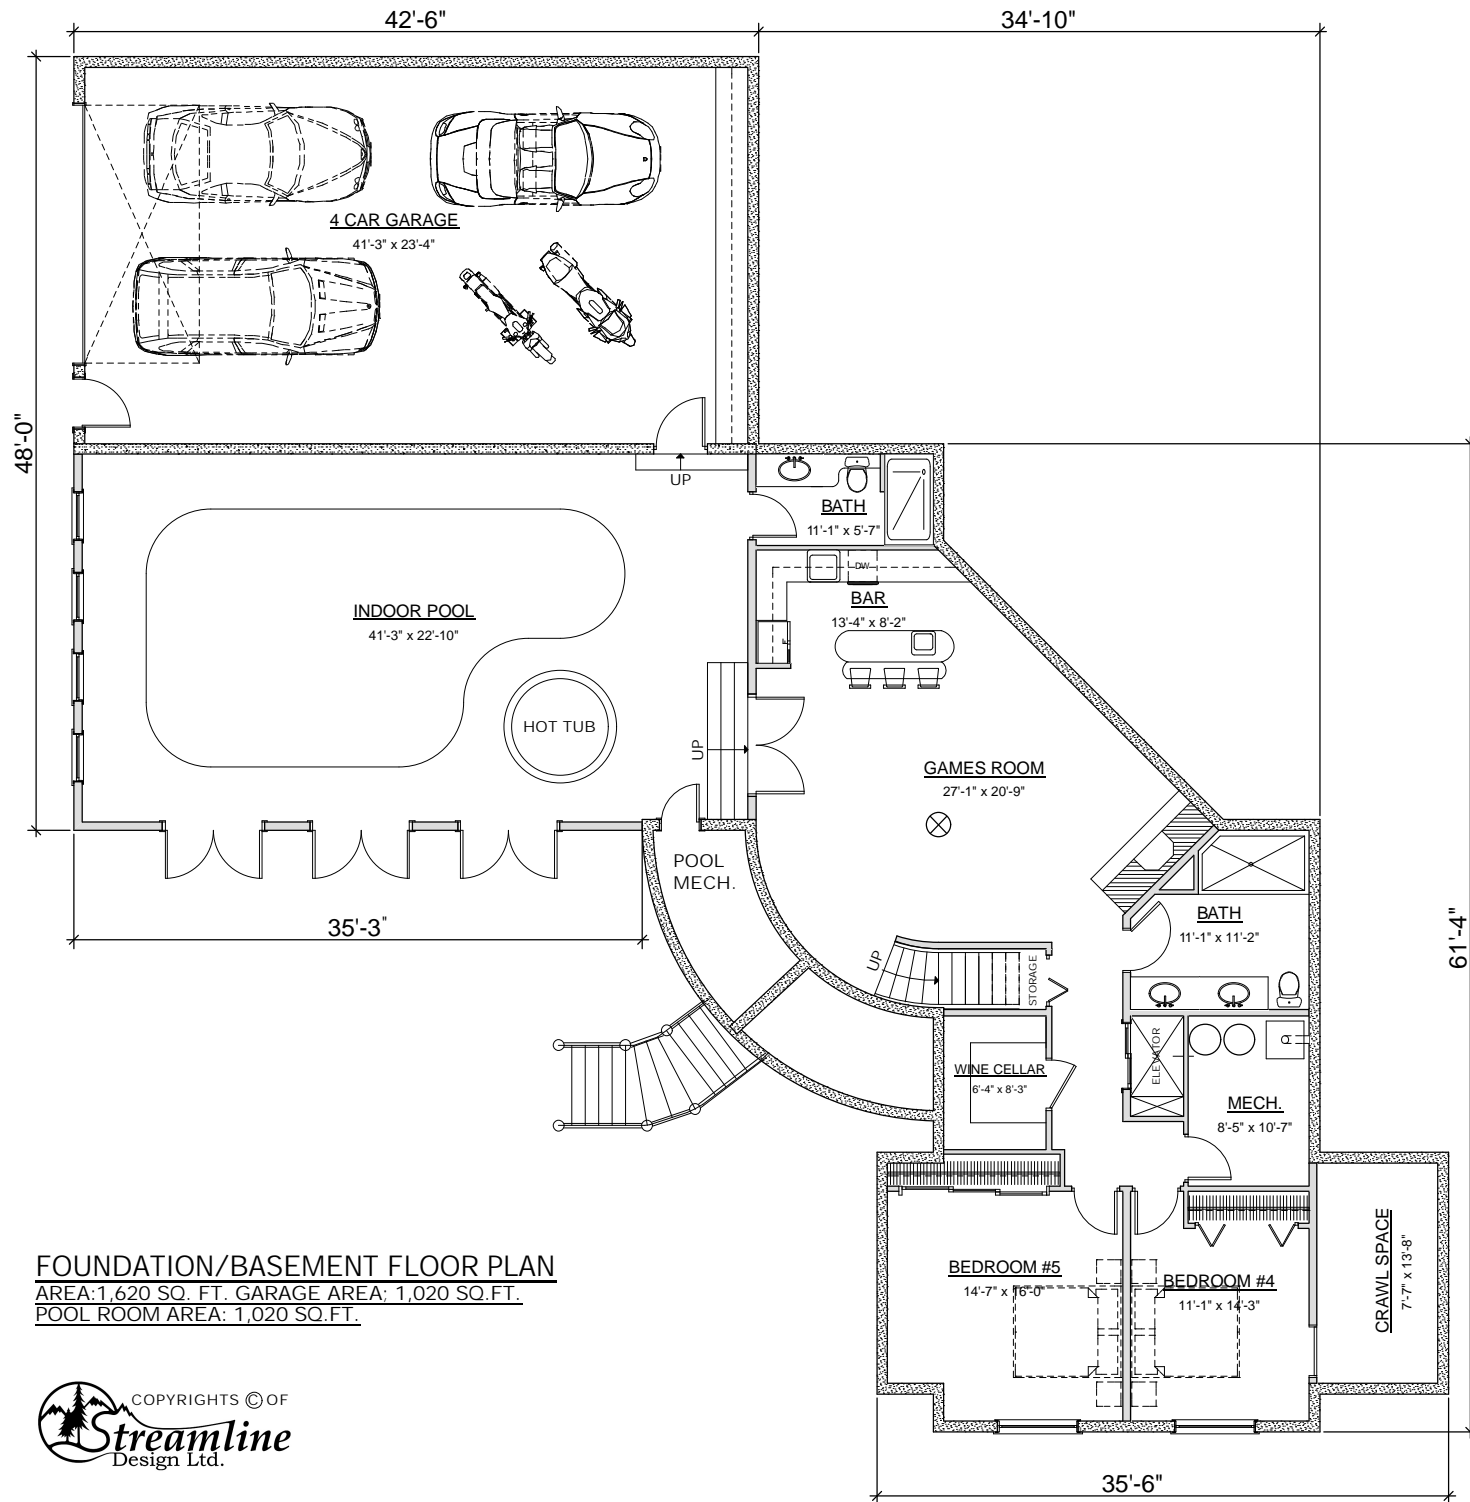 42'-6"
34'-10"
48'-0"
4 CAR GARAGE
41'-3" x 23'-4"
UP
BATH
11'-1" x 5'-7"
DW
BAR
13'-4" x 8'-2"
INDOOR POOL
41'-3" x 22'-10"
HOT TUB
UP
GAMES ROOM
27'-1" x 20'-9"
POOL
MECH.
35'-3"
BATH
11'-1" x 11'-2"
61'-4"
UP
STORAGE
ELEVATOR
WINE CELLAR
6'-4" x 8'-3"
MECH.
8'-5" x 10'-7"
BEDROOM #5
14'-7" x 16'-0"
BEDROOM #4
11'-1" x 14'-3"
CRAWL SPACE
7'-7" x 13'-8"
FOUNDATION/BASEMENT FLOOR PLAN
AREA:1,620 SQ. FT. GARAGE AREA; 1,020 SQ.FT.
POOL ROOM AREA: 1,020 SQ.FT.
COPYRIGHTS © OF
Streamline
Design Ltd.
35'-6"